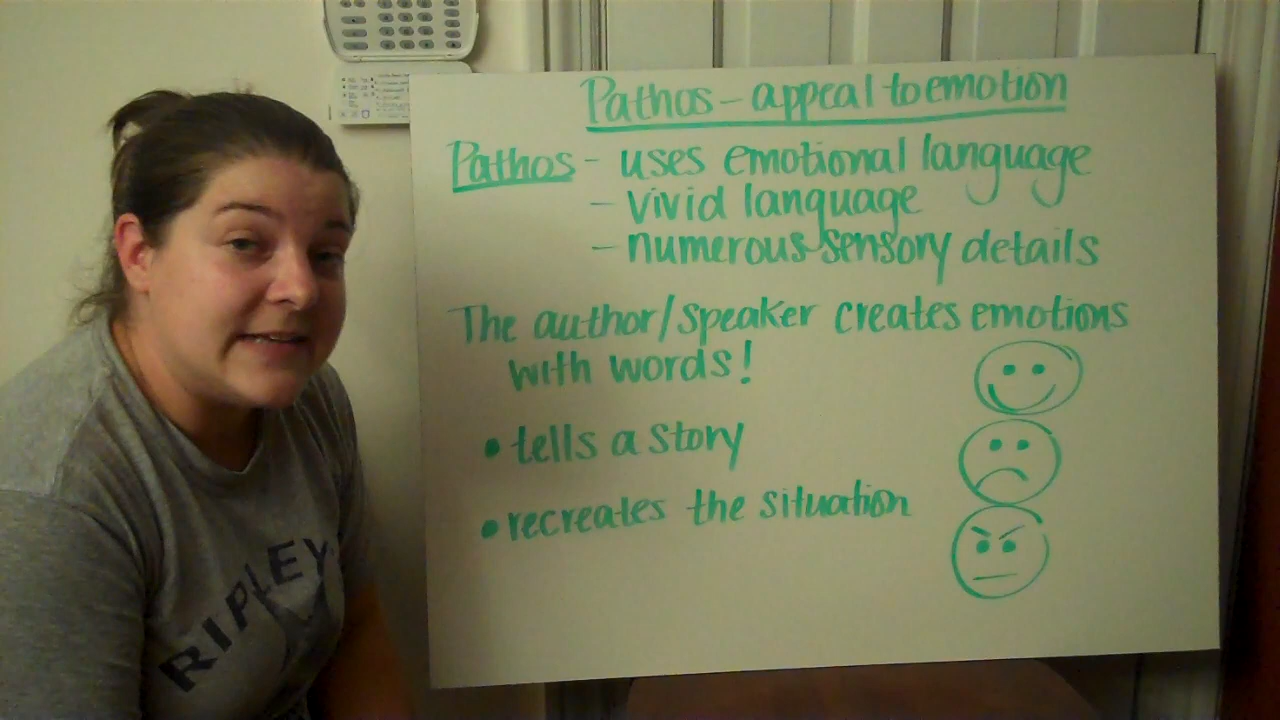 Pathos - appeal to emotion
Pathos - uses emotional language
- vivid language
- numerous sensory details
The author/speaker creates emotions
with words!
• tells a story
• recreates the situation
RIPLEY